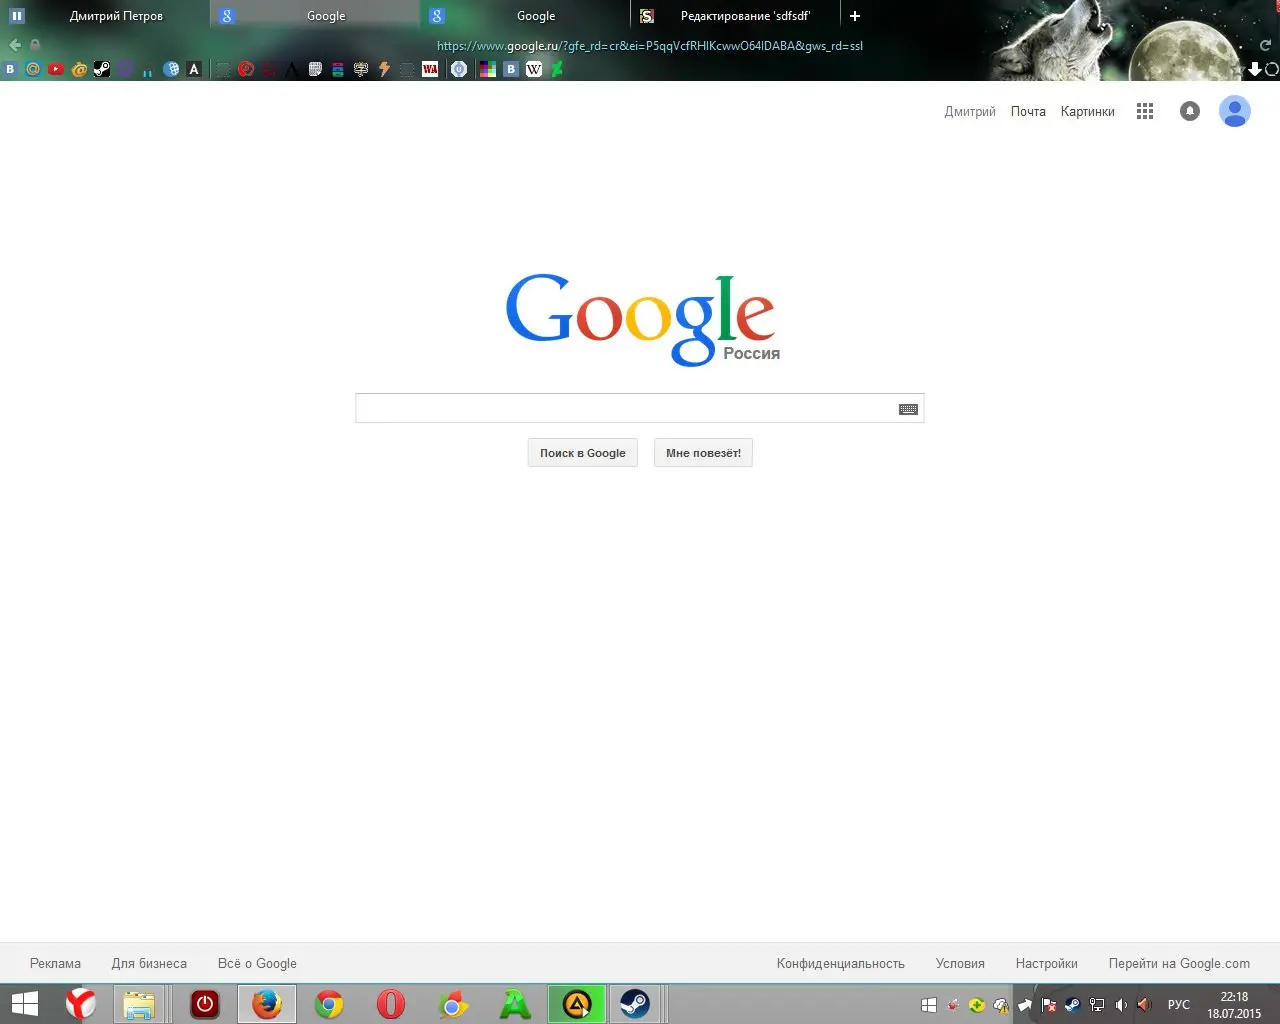 Дмитрий Петров
Google
Google
Редактирование 'sdfsdf'
https://www.google.ru/?gfe_rd=cr&ei=P5qqVcfRHIKcwwO64IDABA&gws_rd=ssl
Дмитрий Почта Картинки
Google
Россия
Поиск в Google Мне повезёт!
Реклама Для бизнеса Всё о Google Конфиденциальность Условия Настройки Перейти на Google.com
РУС
22:18
18.07.2015